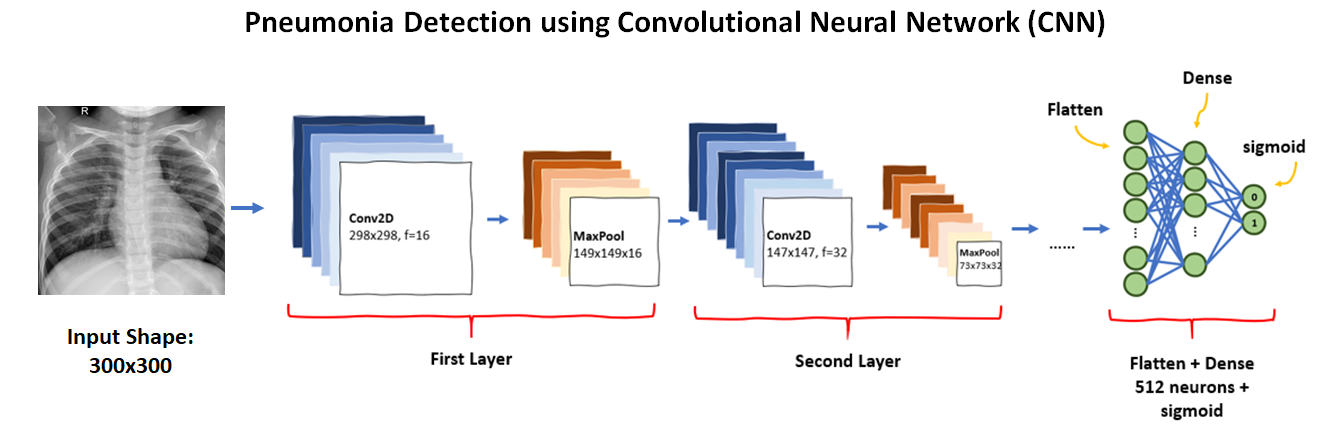 Pneumonia Detection using Convolutional Neural Network (CNN)
R
Input Shape:
300x300
Conv2D
298x298, f=16
MaxPool
149x149x16
First Layer
Conv2D
147x147, f=32
MaxPool
73x73x32
Second Layer
......
Flatten
Dense
sigmoid
0
1
Flatten + Dense
512 neurons +
sigmoid